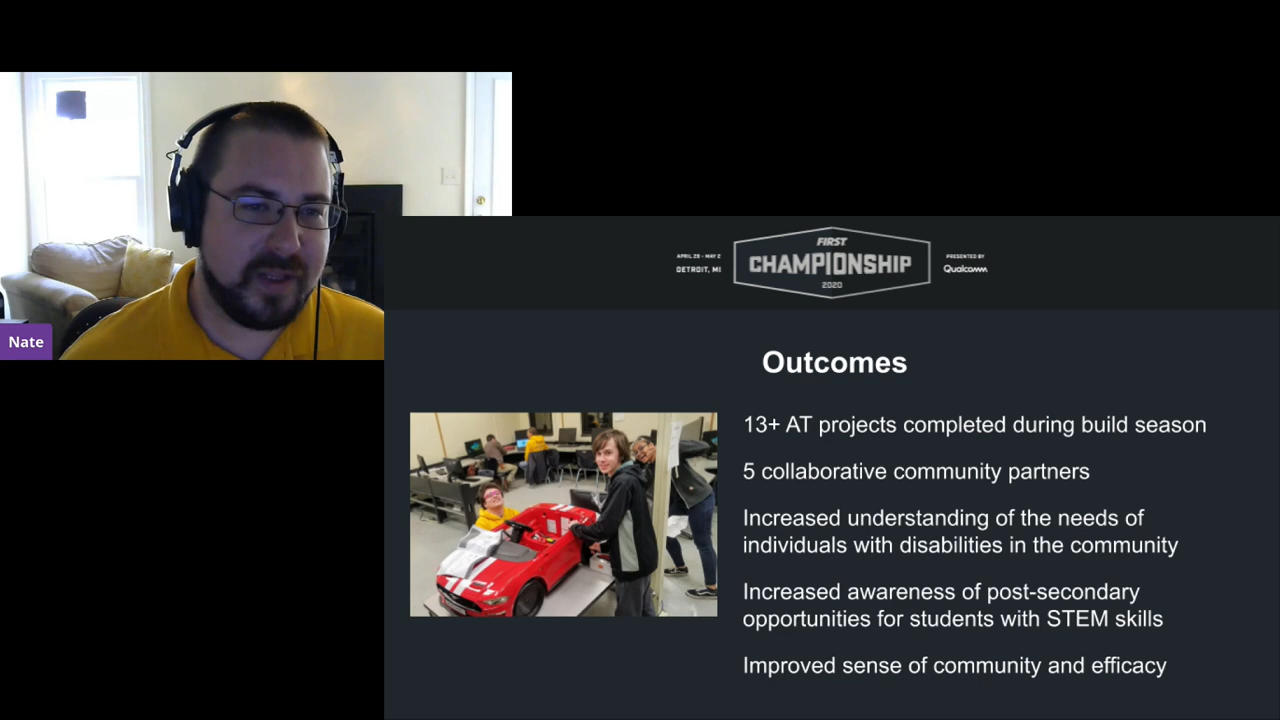 Nate
APRIL 29 - MAY 2
DETROIT, MI
FIRST
CHAMPIONSHIP
2020
PRESENTED BY
Qualcomm
Outcomes
13+ AT projects completed during build season
5 collaborative community partners
Increased understanding of the needs of
individuals with disabilities in the community
Increased awareness of post-secondary
opportunities for students with STEM skills
Improved sense of community and efficacy